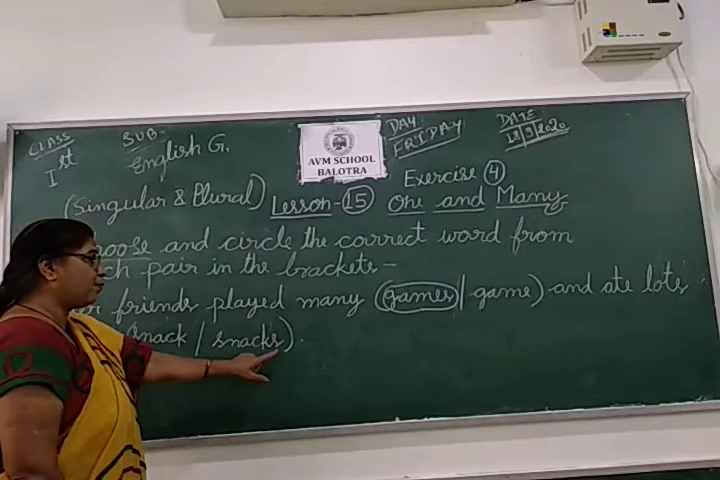 CLASS
Ist
SUB-
English G.
AVM SCHOOL
BALOTRA
DAY
FRIDAY
DATE
18/9/2020
Exercise 4
(Singular & Plural) Lesson-15 One and Many-
and circle the correct word from
pair in the brackets-
friends played many (games / game) and ate lots
/ snacks).